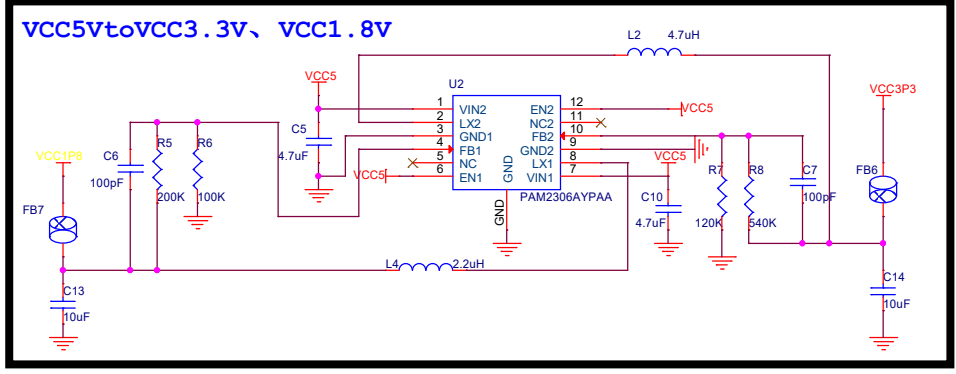 VCC5VtoVCC3.3V、VCC1.8V
L2 4.7uH
VCC5
U2
VCC3P3
1 VIN2 EN2 12 VCC5
2 LX2 NC2 11
C5 3 GND1 FB2 10
4.7uF 4 FB1 GND2 9
5 NC LX1 8 VCC5
VCC5 6 EN1 VIN1 7
GND
GND
PAM2306AYPAA
VCC1P8
C6 R5 R6
100pF 200K 100K
FB7
C10
4.7uF
R7 R8 C7
120K 540K 100pF
FB6
L4 2.2uH
C13
10uF
C14
10uF